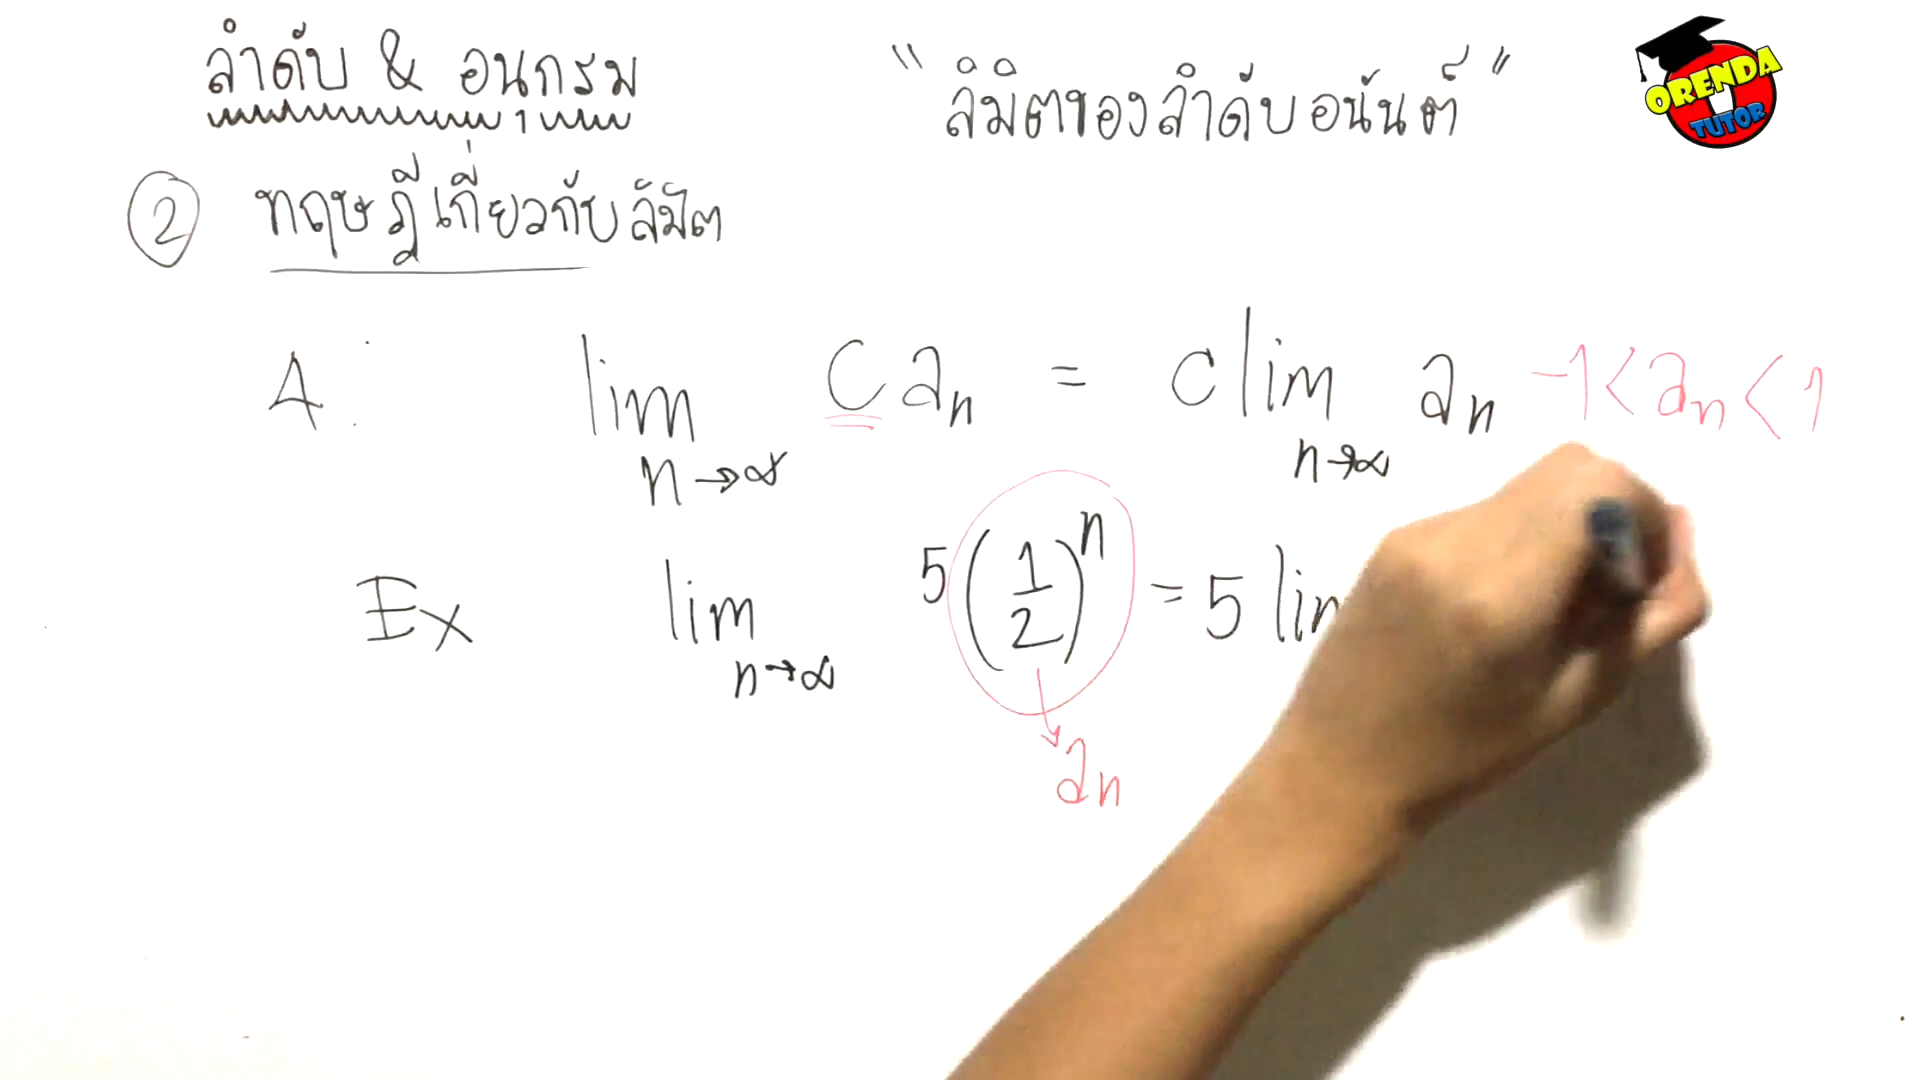 ลำดับ & อนุกรม
"ลิมิตของลำดับอนันต์"
ORENDA
TUTOR
② ทฤษฎีเกี่ยวกับลิมิต
4. lim n→∞ C aₙ = c lim n→∞ aₙ -1 < aₙ < 1
Ex lim n→∞ 5 (1/2)ⁿ = 5 lim
aₙ